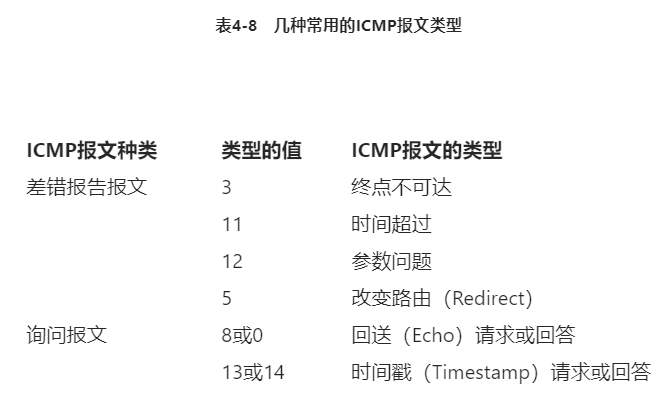 表4-8 几种常用的ICMP报文类型
ICMP报文种类 类型的值 ICMP报文的类型
差错报告报文 3 终点不可达
11 时间超过
12 参数问题
5 改变路由（Redirect）
询问报文 8或0 回送（Echo）请求或回答
13或14 时间戳（Timestamp）请求或回答